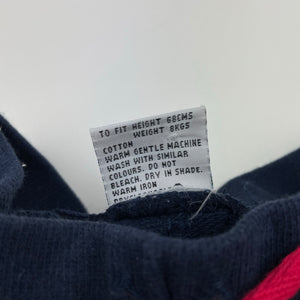 TO FIT HEIGHT 68CMS
WEIGHT 8KGS
COTTON
WARM GENTLE MACHINE
WASH WITH SIMILAR
COLOURS. DO NOT
BLEACH. DRY IN SHADE.
WARM IRON